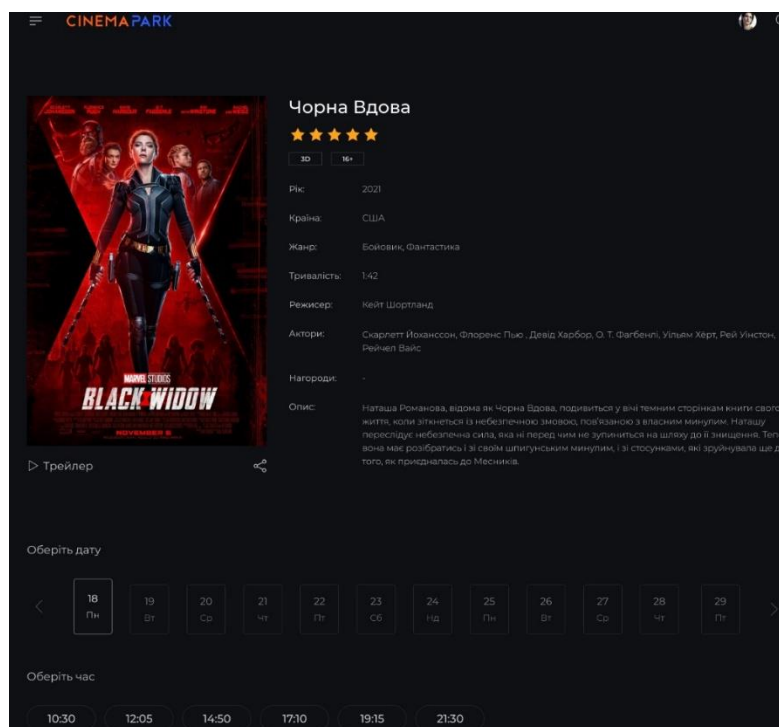 CINEMAPARK
Чорна Вдова
3D 16+
Рік: 2021
Країна: США
Жанр: Бойовик, Фантастика
Тривалість: 1:42
Режисер: Кейт Шортланд
Актори: Скарлетт Йоханссон, Флоренс Пью , Девід Харбор, О. Т. Фагбенлі, Уільям Хёрт, Рей Уінстон,
Рейчел Вайс
Нагороди: -
Опис: Наташа Романова, відома як Чорна Вдова, подивиться у вічі темним сторінкам книги свого
життя, коли зіткнеться із небезпечною змовою, пов'язаною з власним минулим. Наташу
переслідує небезпечна сила, яка ні перед чим не зупиниться на шляху до її знищення. Теп
вона має розібратись і зі своїм шпигунським минулим, і зі стосунками, які зруйнувала ще д
того, як приєдналась до Месників.
MARVEL STUDIOS
BLACK WIDOW
NOVEMBER 6
Трейлер
Оберіть дату
18 19 20 21 22 23 24 25 26 27 28 29
Пн Вт Ср Чт Пт Сб Нд Пн Вт Ср Чт Пт
Оберіть час
10:30 12:05 14:50 17:10 19:15 21:30